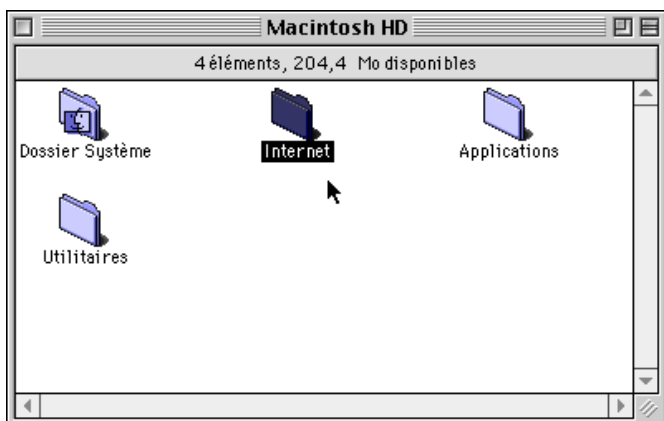 Macintosh HD
4 éléments, 204,4 Mo disponibles
Dossier Système
Internet
Applications
Utilitaires